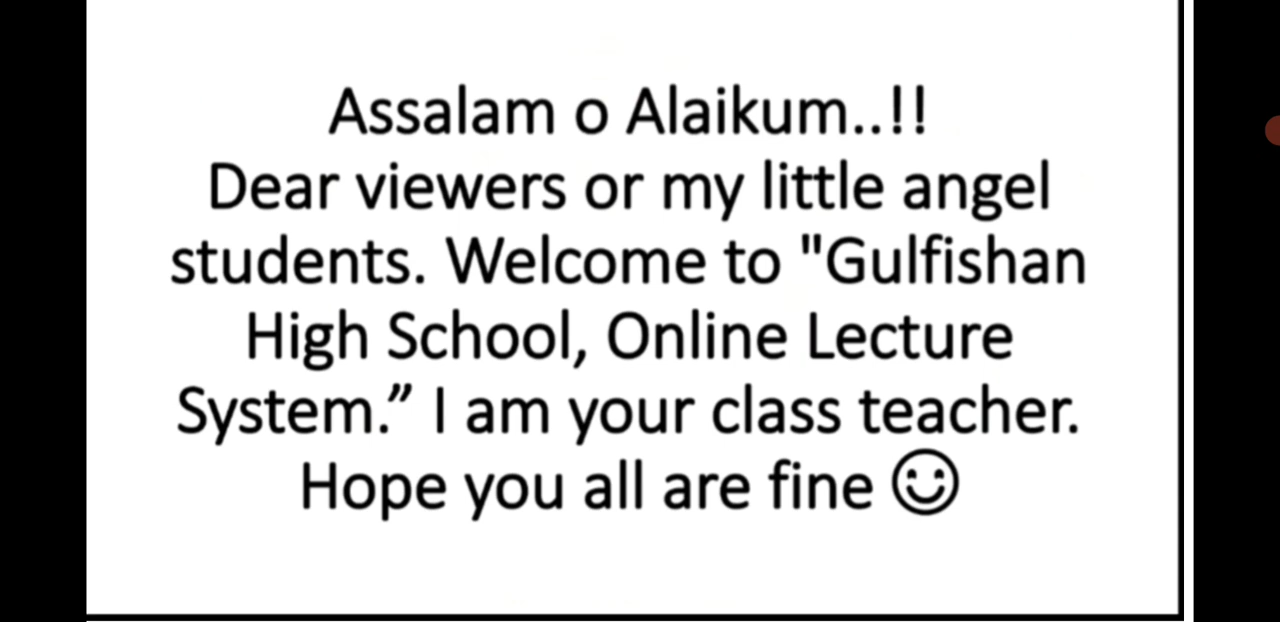 Assalam o Alaikum..!!
Dear viewers or my little angel
students. Welcome to "Gulfishan
High School, Online Lecture
System.” I am your class teacher.
Hope you all are fine ☺